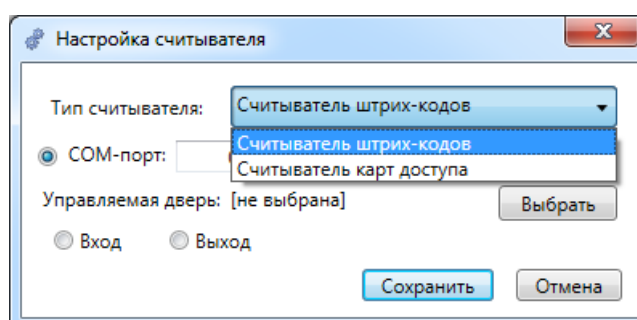 Настройка считывателя
Тип считывателя: Считыватель штрих-кодов
Считыватель штрих-кодов
COM-порт:
Считыватель карт доступа
Управляемая дверь: [не выбрана] Выбрать
Вход Выход
Сохранить Отмена